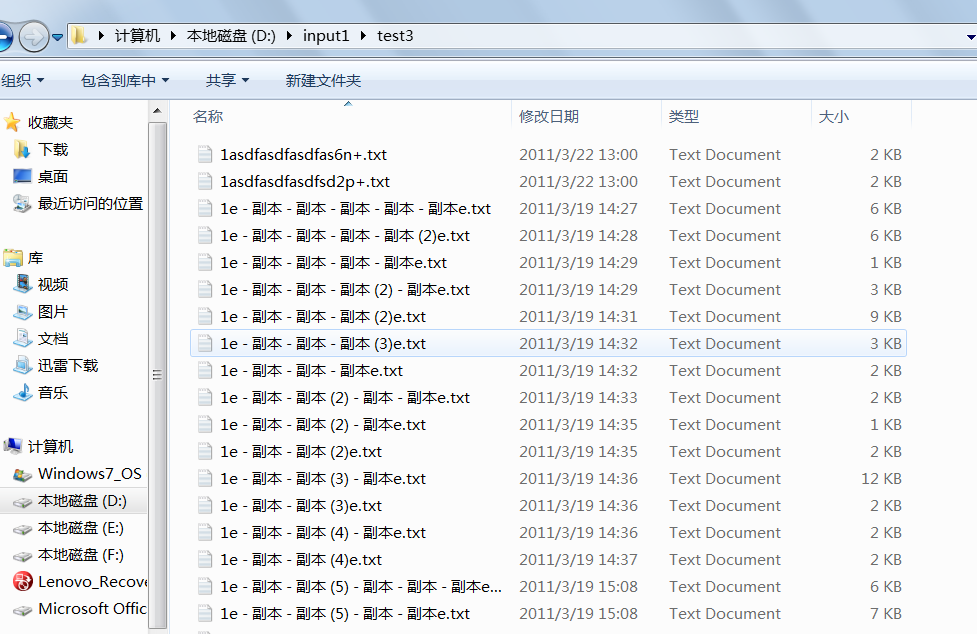 计算机 本地磁盘 (D:) input1 test3
组织 包含到库中 共享 新建文件夹
名称 修改日期 类型 大小
收藏夹
下载
桌面
最近访问的位置
库
视频
图片
文档
迅雷下载
音乐
计算机
Windows7_OS
本地磁盘 (D:)
本地磁盘 (E:)
本地磁盘 (F:)
Lenovo_Recove
Microsoft Offic
1asdfasdfasdfas6n+.txt 2011/3/22 13:00 Text Document 2 KB
1asdfasdfasdfsd2p+.txt 2011/3/22 13:00 Text Document 2 KB
1e - 副本 - 副本 - 副本 - 副本 - 副本e.txt 2011/3/19 14:27 Text Document 6 KB
1e - 副本 - 副本 - 副本 - 副本 (2)e.txt 2011/3/19 14:28 Text Document 6 KB
1e - 副本 - 副本 - 副本 - 副本e.txt 2011/3/19 14:29 Text Document 1 KB
1e - 副本 - 副本 - 副本 (2) - 副本e.txt 2011/3/19 14:29 Text Document 3 KB
1e - 副本 - 副本 - 副本 (2)e.txt 2011/3/19 14:31 Text Document 9 KB
1e - 副本 - 副本 - 副本 (3)e.txt 2011/3/19 14:32 Text Document 3 KB
1e - 副本 - 副本 - 副本e.txt 2011/3/19 14:32 Text Document 2 KB
1e - 副本 - 副本 (2) - 副本 - 副本e.txt 2011/3/19 14:33 Text Document 2 KB
1e - 副本 - 副本 (2) - 副本e.txt 2011/3/19 14:35 Text Document 1 KB
1e - 副本 - 副本 (2)e.txt 2011/3/19 14:35 Text Document 2 KB
1e - 副本 - 副本 (3) - 副本e.txt 2011/3/19 14:36 Text Document 12 KB
1e - 副本 - 副本 (3)e.txt 2011/3/19 14:36 Text Document 2 KB
1e - 副本 - 副本 (4) - 副本e.txt 2011/3/19 14:36 Text Document 2 KB
1e - 副本 - 副本 (4)e.txt 2011/3/19 14:37 Text Document 2 KB
1e - 副本 - 副本 (5) - 副本 - 副本 - 副本e... 2011/3/19 15:08 Text Document 6 KB
1e - 副本 - 副本 (5) - 副本 - 副本e.txt 2011/3/19 15:08 Text Document 7 KB